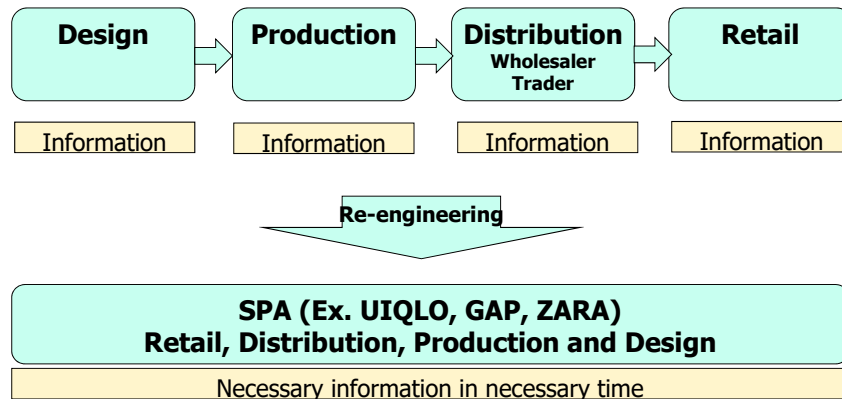 Design
Production
Distribution
Wholesaler
Trader
Retail
Information
Information
Information
Information
Re-engineering
SPA (Ex. UIQLO, GAP, ZARA)
Retail, Distribution, Production and Design
Necessary information in necessary time